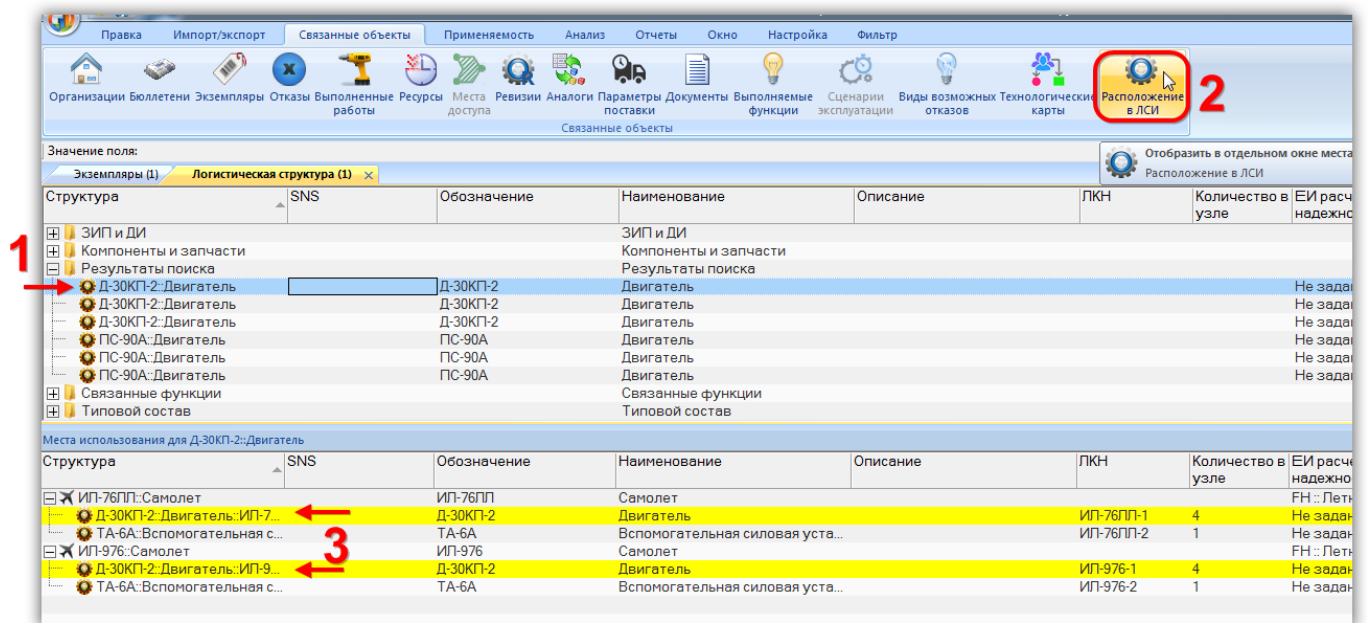 Правка Импорт/экспорт Связанные объекты Применяемость Анализ Отчеты Окно Настройка Фильтр
Организации Бюллетени Экземпляры Отказы Выполненные Ресурсы Места Ревизии Аналоги Параметры Документы Выполняемые Сценарии Виды возможных Технологические Расположение
работы доступа поставки функции эксплуатации отказов карты в ЛСИ
2
Связанные объекты
Значение поля:
Отобразить в отдельном окне места
Расположение в ЛСИ
Экземпляры (1) Логистическая структура (1) x
Структура SNS Обозначение Наименование Описание ЛКН Количество в ЕИ расч
узле надежно
ЗИП и ДИ ЗИП и ДИ
1
Компоненты и запчасти Компоненты и запчасти
Результаты поиска Результаты поиска
Д-30КП-2::Двигатель Д-30КП-2 Двигатель Не задан
Д-30КП-2::Двигатель Д-30КП-2 Двигатель Не задан
Д-30КП-2::Двигатель Д-30КП-2 Двигатель Не задан
ПС-90А::Двигатель ПС-90А Двигатель Не задан
ПС-90А::Двигатель ПС-90А Двигатель Не задан
ПС-90А::Двигатель ПС-90А Двигатель Не задан
Связанные функции Связанные функции
Типовой состав Типовой состав
Места использования для Д-30КП-2::Двигатель
Структура SNS Обозначение Наименование Описание ЛКН Количество в ЕИ расче
узле надежно
ИЛ-76ПП::Самолет ИЛ-76ПП Самолет FH :: Летн
Д-30КП-2::Двигатель::ИЛ-7... Д-30КП-2 Двигатель ИЛ-76ПП-1 4 Не задан
3
ТА-6А::Вспомогательная с... ТА-6А Вспомогательная силовая уста... ИЛ-76ПП-2 1 Не задан
ИЛ-976::Самолет ИЛ-976 Самолет FH :: Летн
Д-30КП-2::Двигатель::ИЛ-9... Д-30КП-2 Двигатель ИЛ-976-1 4 Не задан
ТА-6А::Вспомогательная с... ТА-6А Вспомогательная силовая уста... ИЛ-976-2 1 Не задан